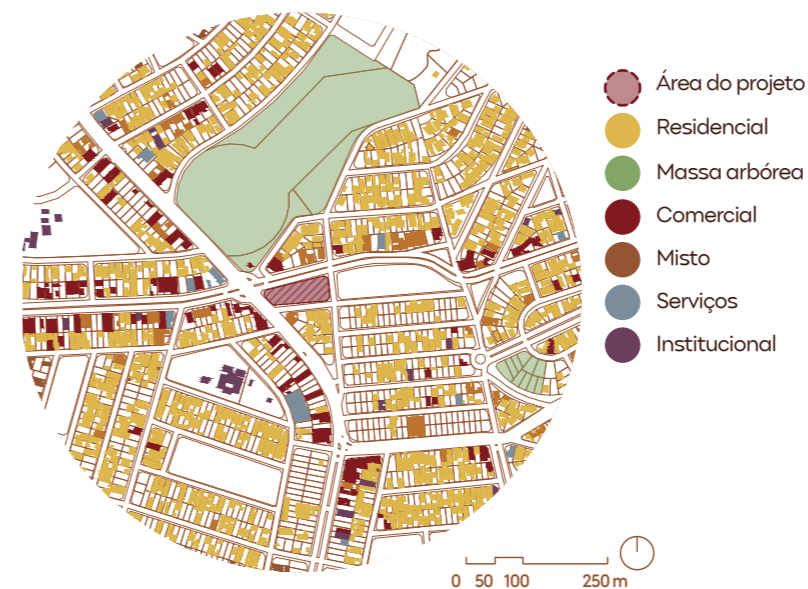 Área do projeto
Residencial
Massa arbórea
Comercial
Misto
Serviços
Institucional
0 50 100 250 m